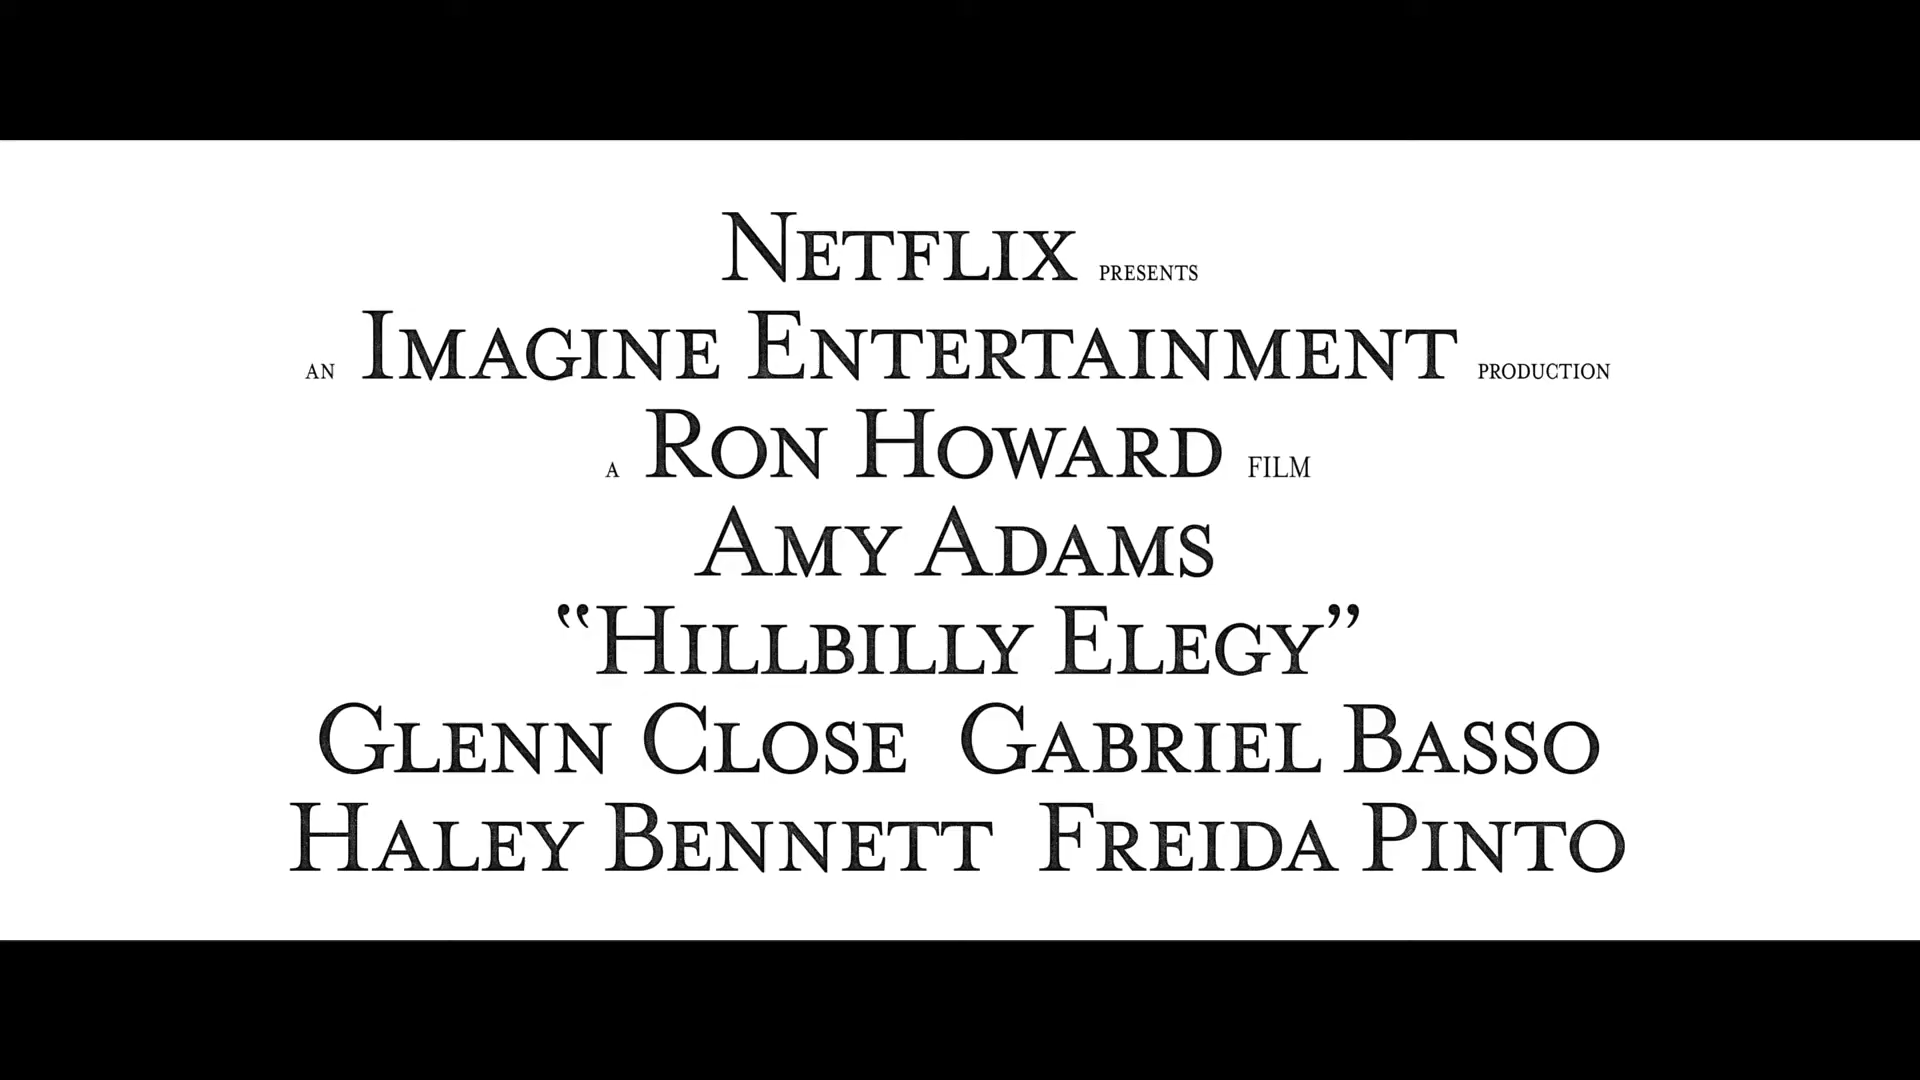 NETFLIX PRESENTS
AN IMAGINE ENTERTAINMENT PRODUCTION
A RON HOWARD FILM
AMY ADAMS
“HILLBILLY ELEGY”
GLENN CLOSE GABRIEL BASSO
HALEY BENNETT FREIDA PINTO